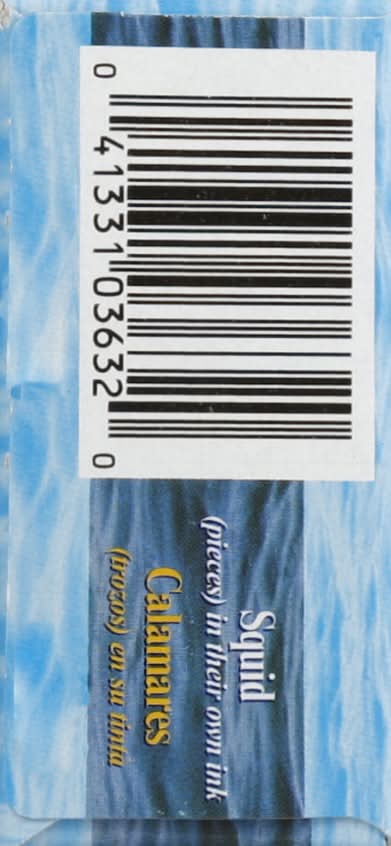 0 41331 03632 0
Squid
(pieces) in their own ink
Calamares
(trozos) en su tinta